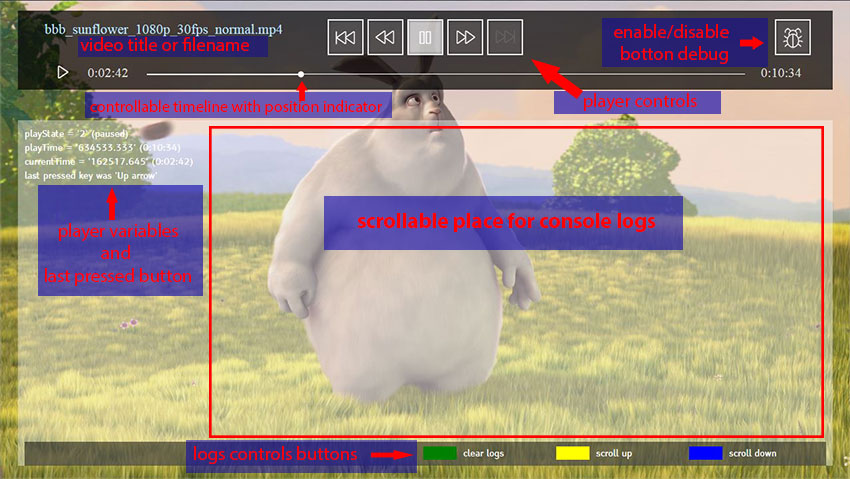 bbb_sunflower_1080p_30fps_normal.mp4
video title or filename
enable/disable
botton debug
0:02:42
0:10:34
controllable timeline with position indicator
player controls
playState = '2' (paused)
playTime = '634533.333' (0:10:34)
currentTime = '162517.645' (0:02:42)
last pressed key was 'Up arrow'
player variables
and
last pressed button
scrollable place for console logs
logs controls buttons
clear logs
scroll up
scroll down